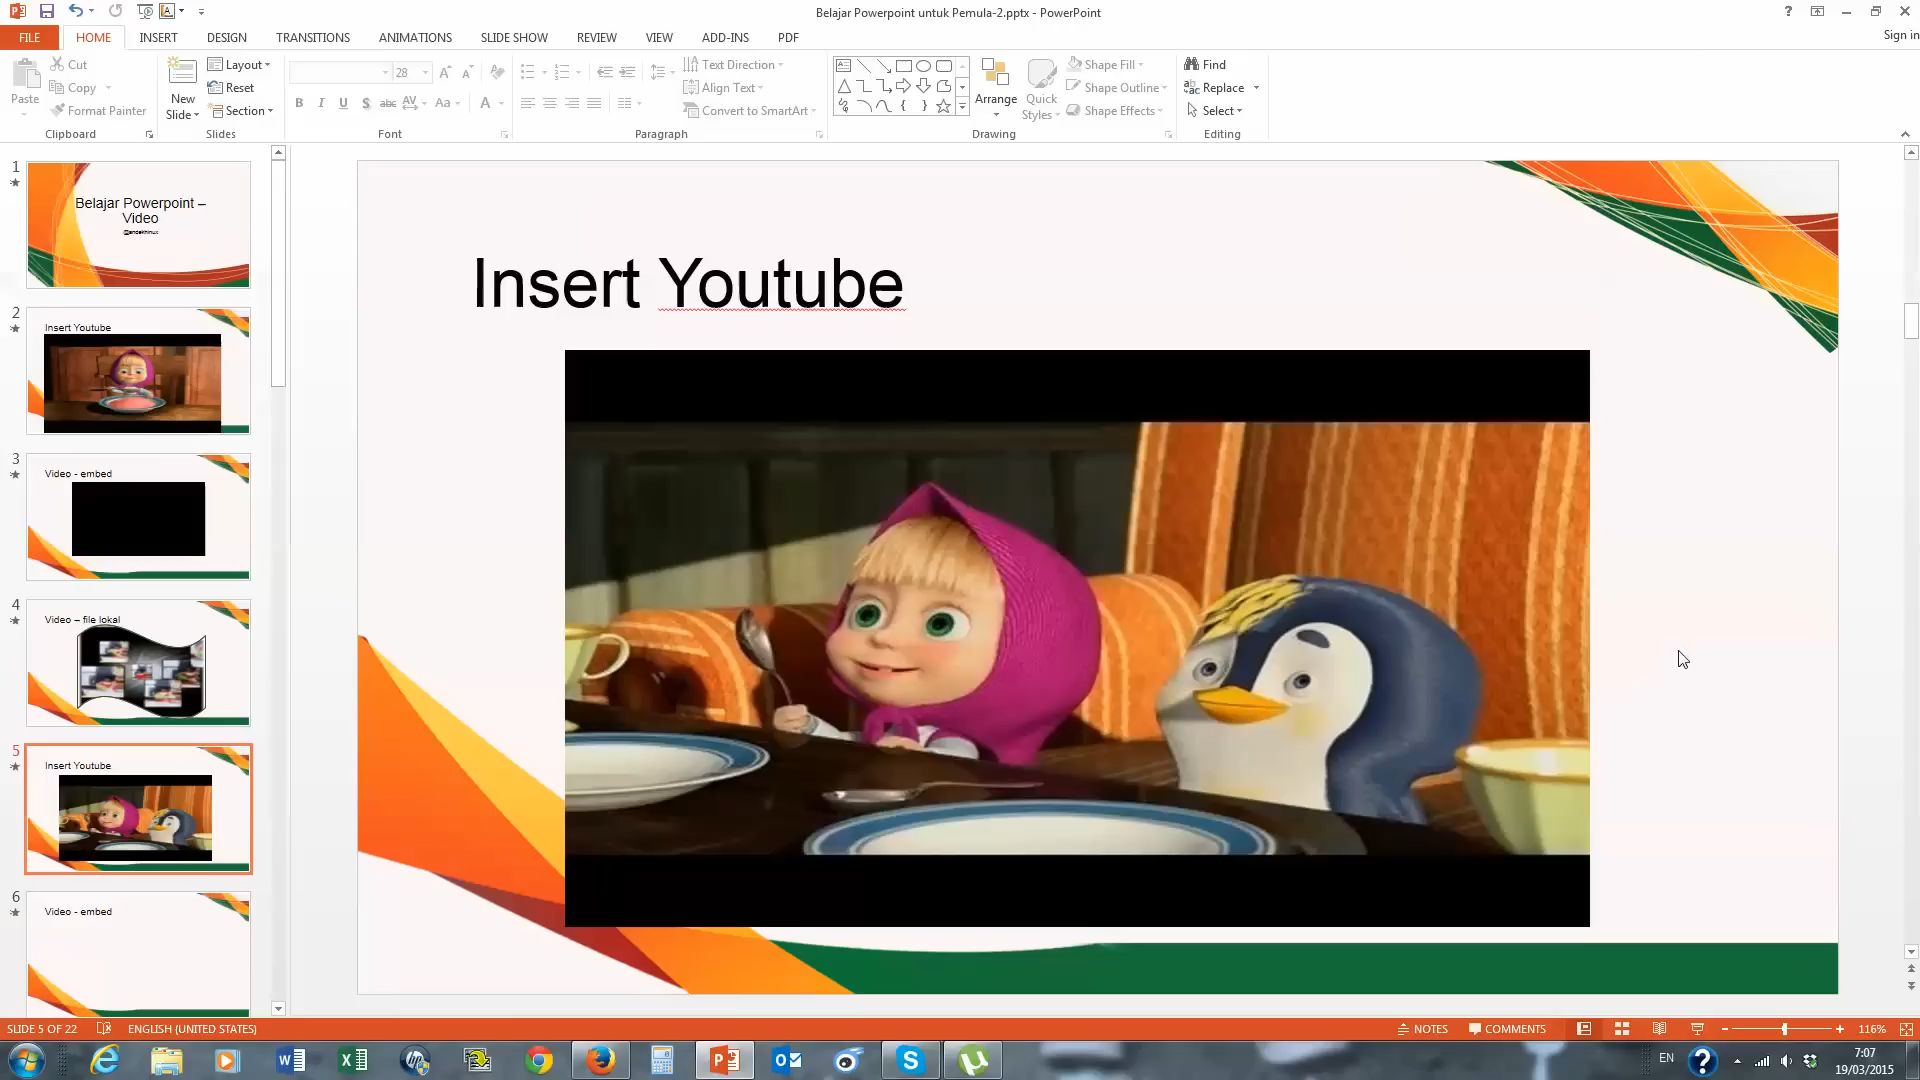 Belajar Powerpoint untuk Pemula-2.pptx - PowerPoint
?
FILE HOME INSERT DESIGN TRANSITIONS ANIMATIONS SLIDE SHOW REVIEW VIEW ADD-INS PDF
Sign in
Paste
Cut
Copy
Format Painter
Clipboard
New
Slide
Layout
Reset
Section
Slides
28
B I U S abc AV Aa A
Font
Text Direction
Align Text
Convert to SmartArt
Paragraph
Arrange
Quick
Styles
Shape Fill
Shape Outline
Shape Effects
Drawing
Find
Replace
Select
Editing
1
Belajar Powerpoint –
Video
@andekhinux
2
Insert Youtube
3
Video - embed
4
Video – file lokal
5
Insert Youtube
6
Video - embed
Insert Youtube
SLIDE 5 OF 22
ENGLISH (UNITED STATES)
NOTES
COMMENTS
116%
EN
7:07
19/03/2015